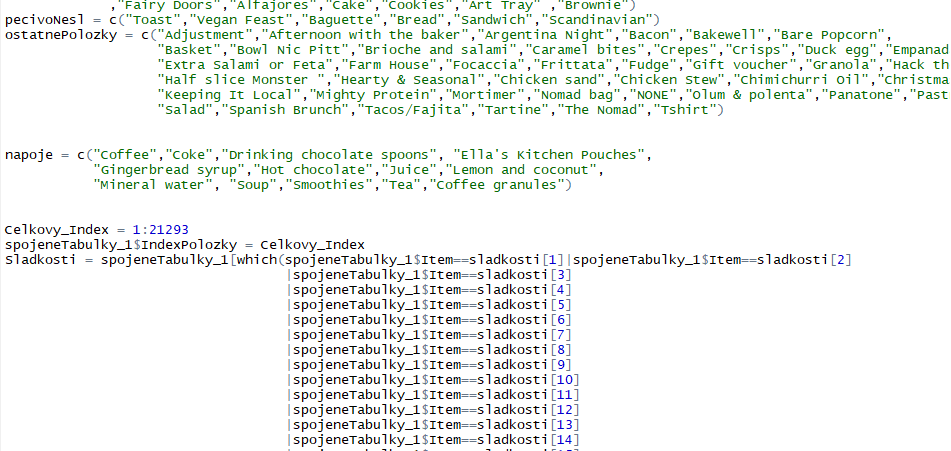 ,"Fairy Doors","Alfajores","Cake","Cookies","Art Tray" ,"Brownie")
pecivoNesl = c("Toast","Vegan Feast","Baguette","Bread","Sandwich","Scandinavian")
ostatnePolozky = c("Adjustment","Afternoon with the baker","Argentina Night","Bacon","Bakewell","Bare Popcorn",
"Basket","Bowl Nic Pitt","Brioche and salami","Caramel bites","Crepes","Crisps","Duck egg","Empanad
"Extra Salami or Feta","Farm House","Focaccia","Frittata","Fudge","Gift voucher","Granola","Hack th
"Half slice Monster ","Hearty & Seasonal","Chicken sand","Chicken Stew","Chimichurri Oil","Christma
"Keeping It Local","Mighty Protein","Mortimer","Nomad bag","NONE","Olum & polenta","Panatone","Past
"Salad","Spanish Brunch","Tacos/Fajita","Tartine","The Nomad","Tshirt")
napoje = c("Coffee","Coke","Drinking chocolate spoons", "Ella's Kitchen Pouches",
"Gingerbread syrup","Hot chocolate","Juice","Lemon and coconut",
"Mineral water", "Soup","Smoothies","Tea","Coffee granules")
Celkovy_Index = 1:21293
spojeneTabulky_1$IndexPolozky = Celkovy_Index
Sladkosti = spojeneTabulky_1[which(spojeneTabulky_1$Item==sladkosti[1]|spojeneTabulky_1$Item==sladkosti[2]
|spojeneTabulky_1$Item==sladkosti[3]
|spojeneTabulky_1$Item==sladkosti[4]
|spojeneTabulky_1$Item==sladkosti[5]
|spojeneTabulky_1$Item==sladkosti[6]
|spojeneTabulky_1$Item==sladkosti[7]
|spojeneTabulky_1$Item==sladkosti[8]
|spojeneTabulky_1$Item==sladkosti[9]
|spojeneTabulky_1$Item==sladkosti[10]
|spojeneTabulky_1$Item==sladkosti[11]
|spojeneTabulky_1$Item==sladkosti[12]
|spojeneTabulky_1$Item==sladkosti[13]
|spojeneTabulky_1$Item==sladkosti[14]